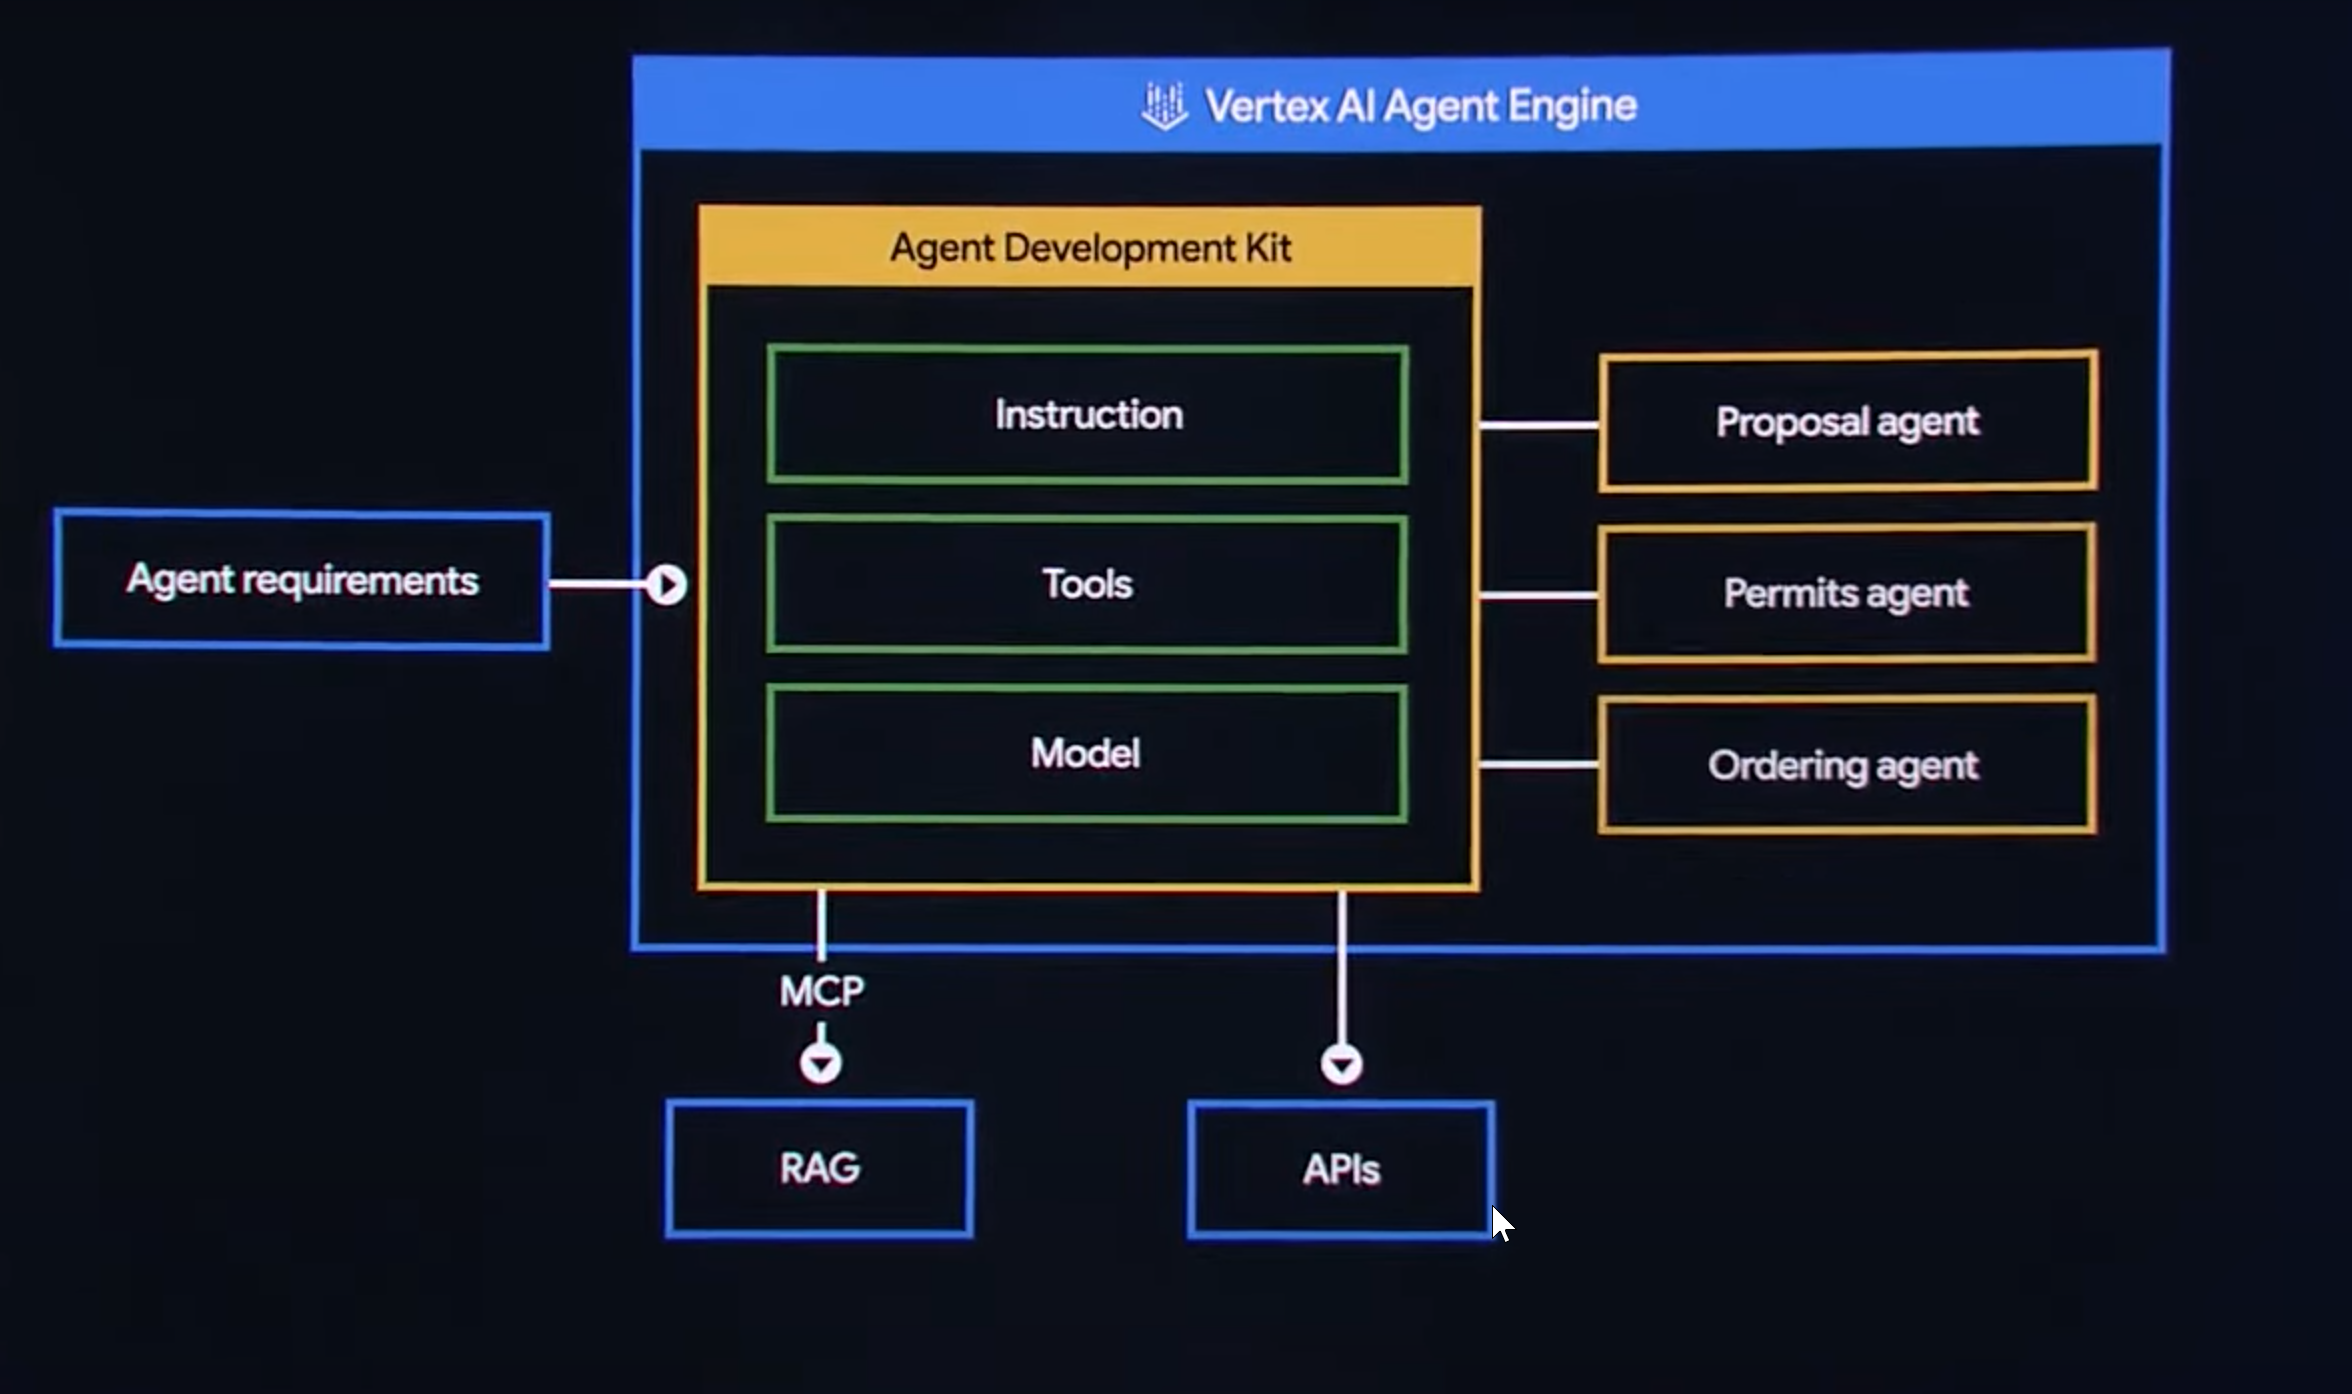 Vertex AI Agent Engine
Agent Development Kit
Instruction
Tools
Model
Proposal agent
Permits agent
Ordering agent
Agent requirements
MCP
RAG
APIs